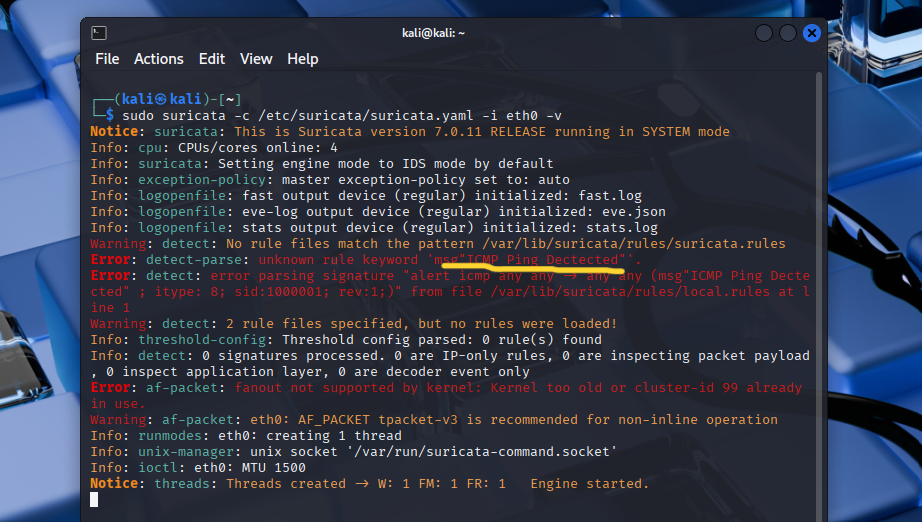 kali@kali: ~
File Actions Edit View Help
┌──(kali㉿kali)-[~]
└─$ sudo suricata -c /etc/suricata/suricata.yaml -i eth0 -v
Notice: suricata: This is Suricata version 7.0.11 RELEASE running in SYSTEM mode
Info: cpu: CPUs/cores online: 4
Info: suricata: Setting engine mode to IDS mode by default
Info: exception-policy: master exception-policy set to: auto
Info: logopenfile: fast output device (regular) initialized: fast.log
Info: logopenfile: eve-log output device (regular) initialized: eve.json
Info: logopenfile: stats output device (regular) initialized: stats.log
Warning: detect: No rule files match the pattern /var/lib/suricata/rules/suricata.rules
Error: detect-parse: unknown rule keyword 'msg"ICMP Ping Dectected"'.
Error: detect: error parsing signature "alert icmp any any -> any any (msg"ICMP Ping Decte
cted" ; itype: 8; sid:1000001; rev:1;)" from file /var/lib/suricata/rules/local.rules at l
ine 1
Warning: detect: 2 rule files specified, but no rules were loaded!
Info: threshold-config: Threshold config parsed: 0 rule(s) found
Info: detect: 0 signatures processed. 0 are IP-only rules, 0 are inspecting packet payload
, 0 inspect application layer, 0 are decoder event only
Error: af-packet: fanout not supported by kernel: Kernel too old or cluster-id 99 already
in use.
Warning: af-packet: eth0: AF_PACKET tpacket-v3 is recommended for non-inline operation
Info: runmodes: eth0: creating 1 thread
Info: unix-manager: unix socket '/var/run/suricata-command.socket'
Info: ioctl: eth0: MTU 1500
Notice: threads: Threads created -> W: 1 FM: 1 FR: 1   Engine started.